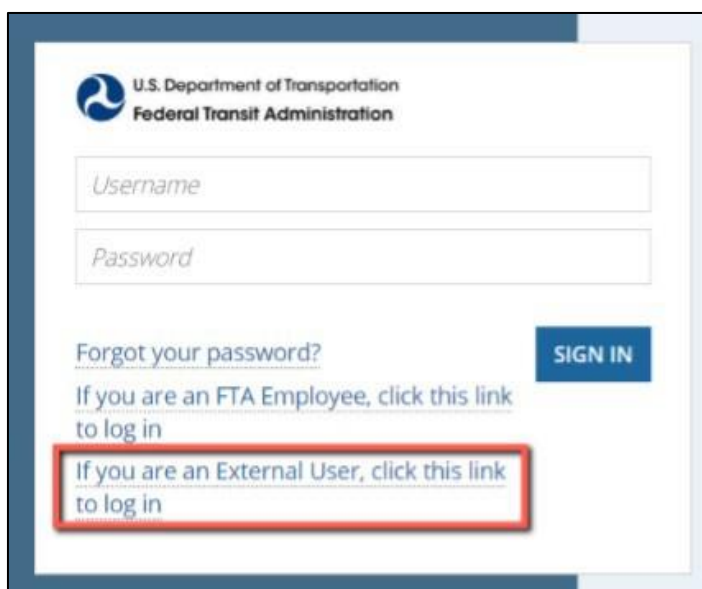 U.S. Department of Transportation
Federal Transit Administration
Username
Password
Forgot your password?
SIGN IN
If you are an FTA Employee, click this link
to log in
If you are an External User, click this link
to log in